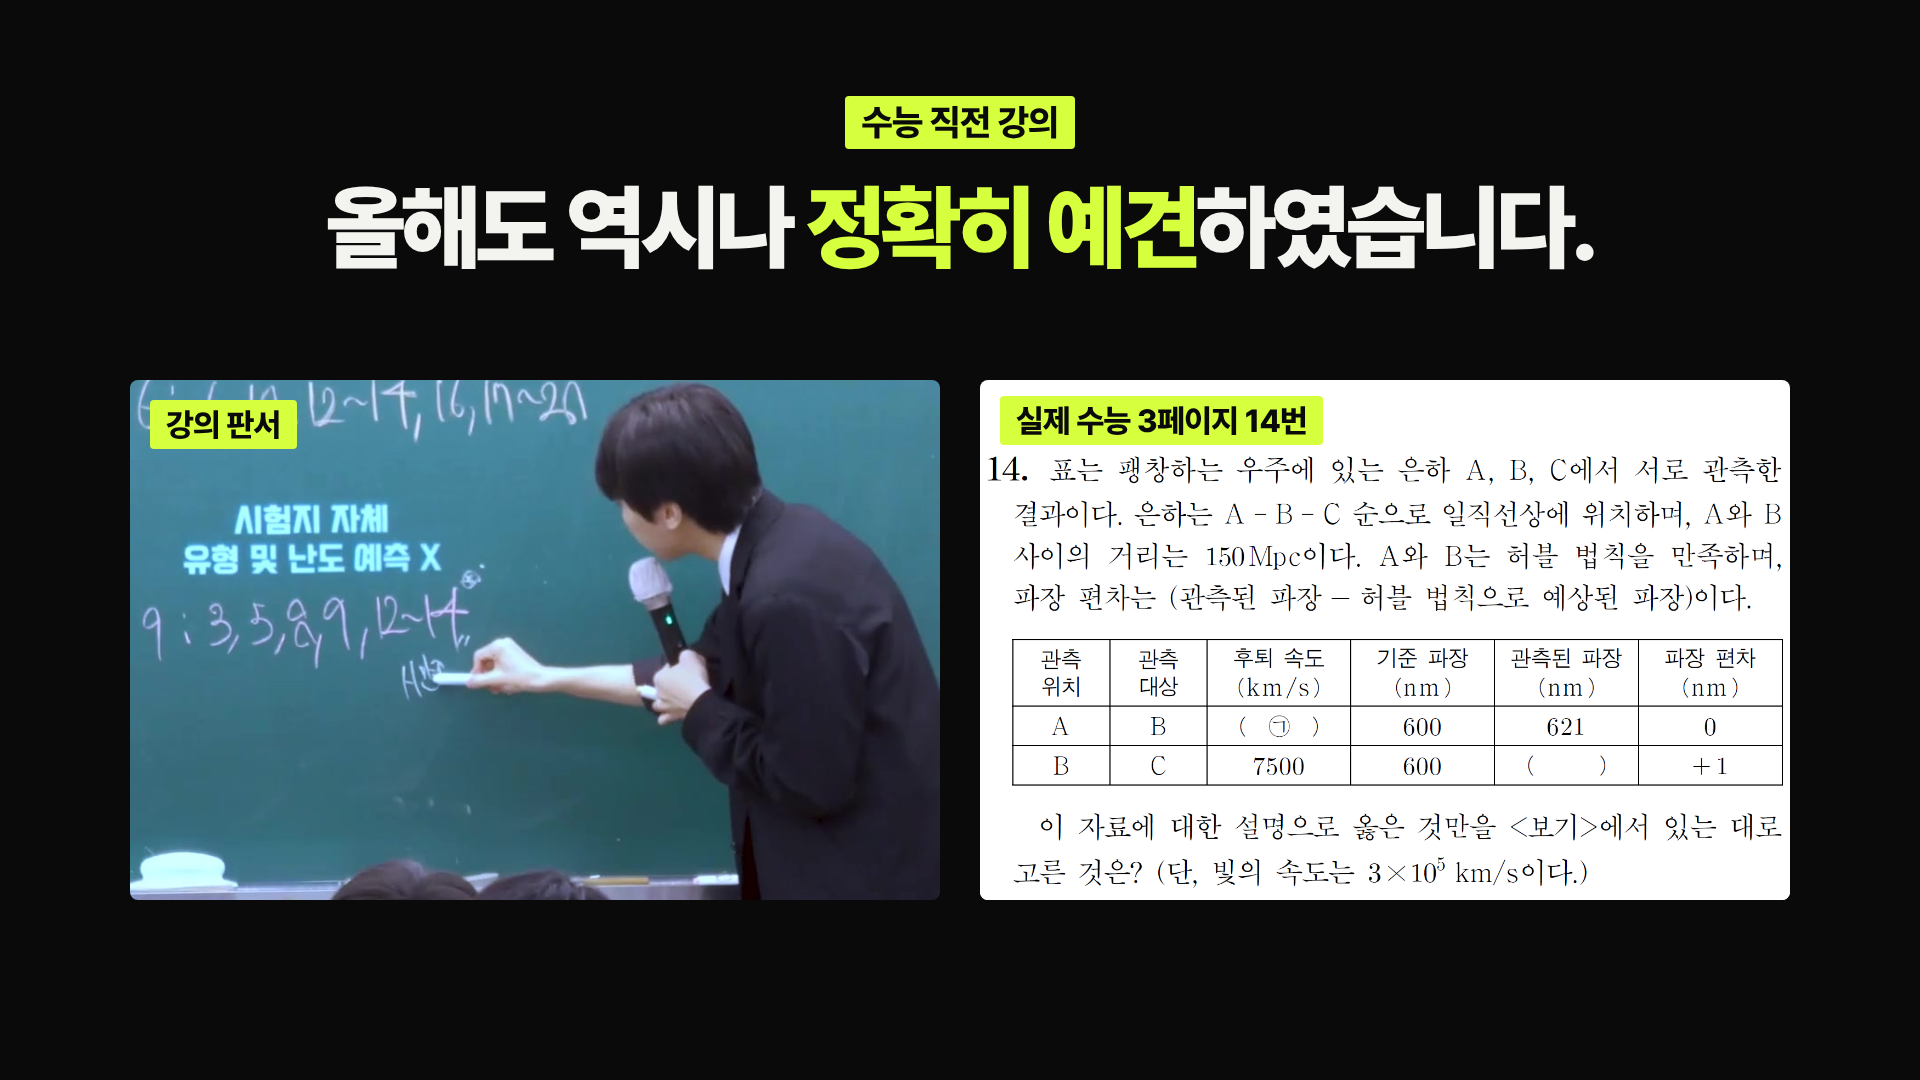 수능 직전 강의
올해도 역시나 정확히 예견하였습니다.
12~14, 16, 17~20
강의 판서
시험지 자체
유형 및 난도 예측 X
9 : 3, 5, 8, 9, 12~14
실제 수능 3페이지 14번
14. 표는 팽창하는 우주에 있는 은하 A, B, C에서 서로 관측한
결과이다. 은하는 A－B－C 순으로 일직선상에 위치하며, A와 B
사이의 거리는 150Mpc이다. A와 B는 허블 법칙을 만족하며,
파장 편차는 (관측된 파장－허블 법칙으로 예상된 파장)이다.
관측 위치 관측 대상 후퇴 속도 (km/s) 기준 파장 (nm) 관측된 파장 (nm) 파장 편차 (nm)
A B ( ㉠ ) 600 621 0
B C 7500 600 ( ) +1
이 자료에 대한 설명으로 옳은 것만을 <보기>에서 있는 대로
고른 것은? (단, 빛의 속도는 3×10⁵ km/s이다.)